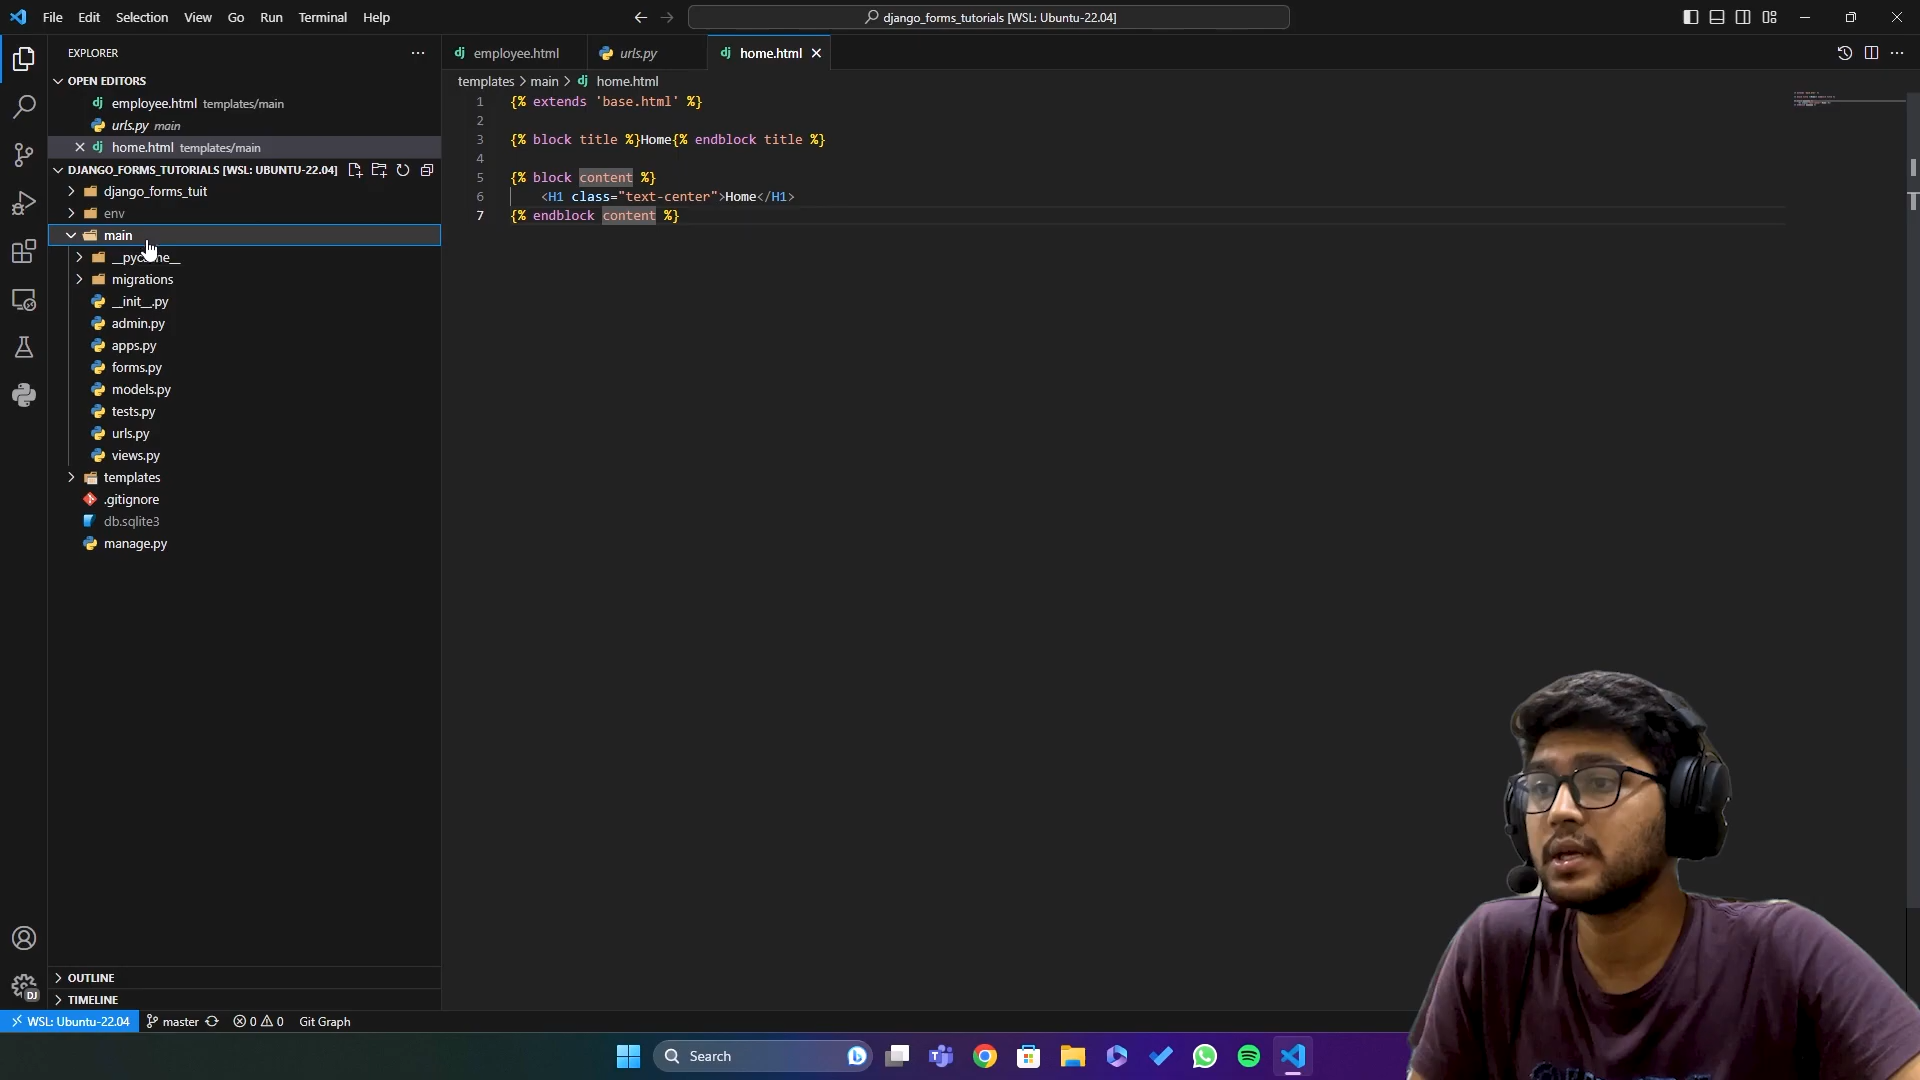 File Edit Selection View Go Run Terminal Help
django_forms_tutorials [WSL: Ubuntu-22.04]
EXPLORER
OPEN EDITORS
employee.html templates/main
urls.py main
home.html templates/main
DJANGO_FORMS_TUTORIALS [WSL: UBUNTU-22.04]
django_forms_tuit
env
main
migrations
__init__.py
admin.py
apps.py
forms.py
models.py
tests.py
urls.py
views.py
templates
.gitignore
db.sqlite3
manage.py
OUTLINE
TIMELINE
employee.html urls.py home.html
templates > main > home.html
1 {% extends 'base.html' %}
2
3 {% block title %}Home{% endblock title %}
4
5 {% block content %}
6 <H1 class="text-center">Home</H1>
7 {% endblock content %}
DJ
WSL: Ubuntu-22.04 master 0 0 Git Graph
Search